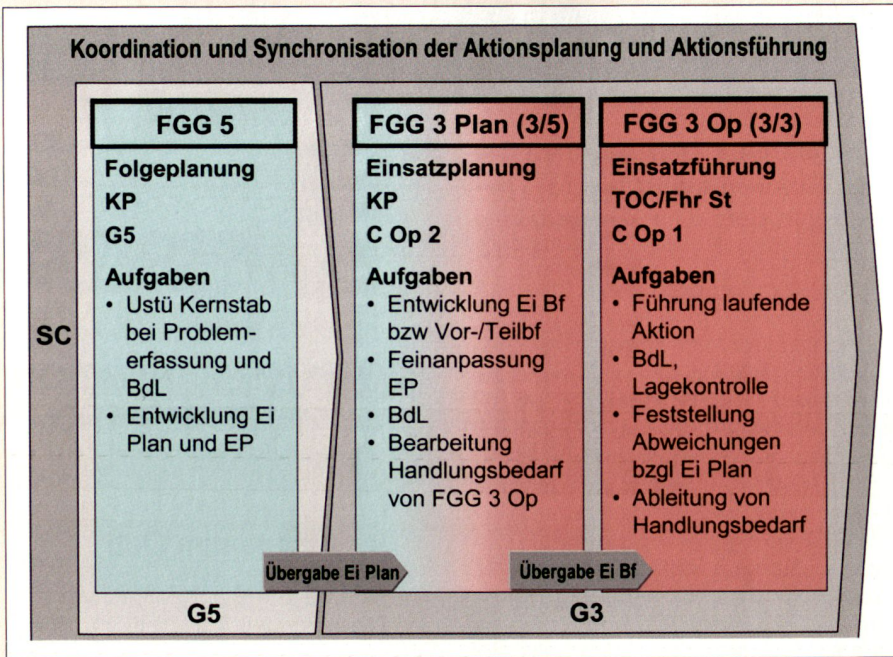 Koordination und Synchronisation der Aktionsplanung und Aktionsführung
SC
FGG 5
Folgeplanung
KP
G5
Aufgaben
• Ustü Kernstab
bei Problem-
erfassung und
BdL
• Entwicklung Ei
Plan und EP
FGG 3 Plan (3/5)
Einsatzplanung
KP
C Op 2
Aufgaben
• Entwicklung Ei Bf
bzw Vor-/Teilbf
• Feinanpassung
EP
• BdL
• Bearbeitung
Handlungsbedarf
von FGG 3 Op
FGG 3 Op (3/3)
Einsatzführung
TOC/Fhr St
C Op 1
Aufgaben
• Führung laufende
Aktion
• BdL,
Lagekontrolle
• Feststellung
Abweichungen
bzgl Ei Plan
• Ableitung von
Handlungsbedarf
Übergabe Ei Plan
Übergabe Ei Bf
G5
G3